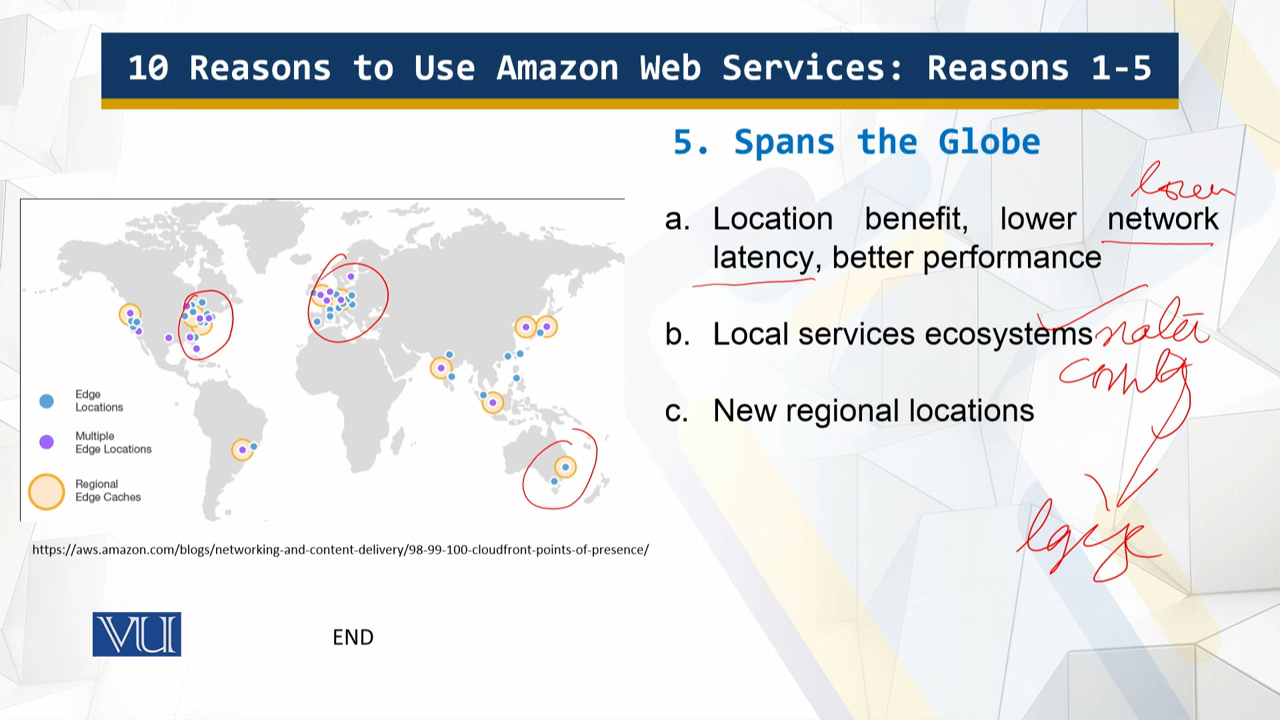 10 Reasons to Use Amazon Web Services: Reasons 1-5
5. Spans the Globe
a. Location benefit, lower network
latency, better performance
b. Local services ecosystems
c. New regional locations
Edge
Locations
Multiple
Edge Locations
Regional
Edge Caches
https://aws.amazon.com/blogs/networking-and-content-delivery/98-99-100-cloudfront-points-of-presence/
VU
END